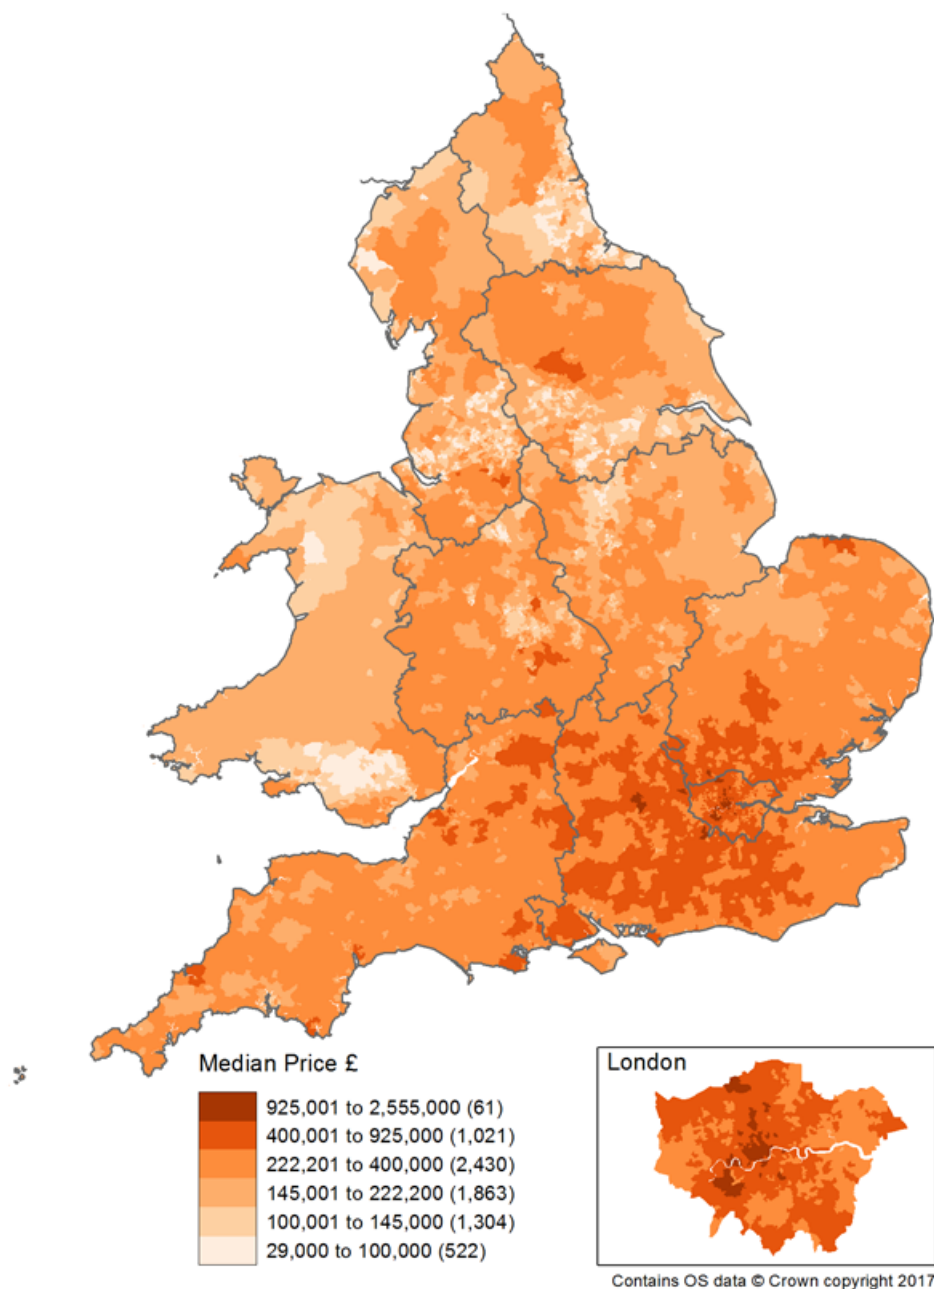 Median Price £
925,001 to 2,555,000 (61)
400,001 to 925,000 (1,021)
222,201 to 400,000 (2,430)
145,001 to 222,200 (1,863)
100,001 to 145,000 (1,304)
29,000 to 100,000 (522)
London
Contains OS data © Crown copyright 2017